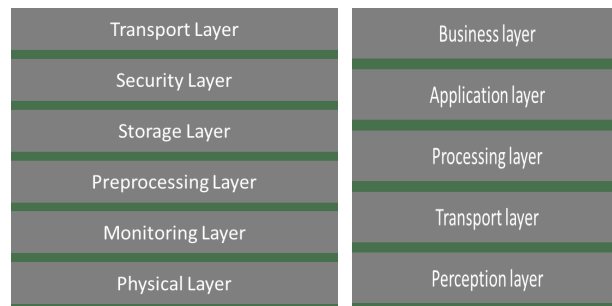 Transport Layer
Security Layer
Storage Layer
Preprocessing Layer
Monitoring Layer
Physical Layer
Business layer
Application layer
Processing layer
Transport layer
Perception layer